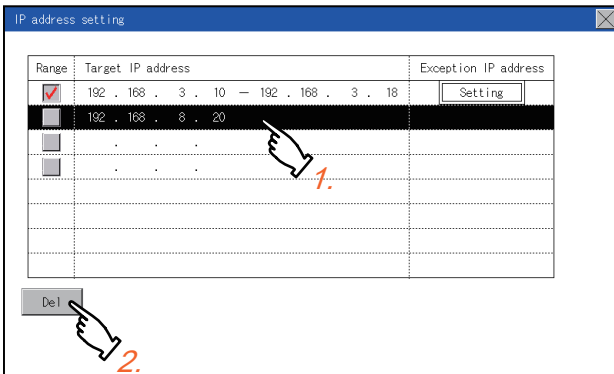 IP address setting
Range Target IP address Exception IP address
192 . 168 . 3 . 10 — 192 . 168 . 3 . 18 Setting
192 . 168 . 8 . 20
. . .
. . .
1.
Del
2.